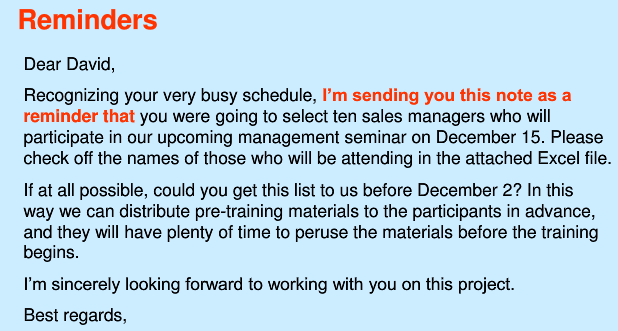 Reminders
Dear David,
Recognizing your very busy schedule, I'm sending you this note as a
reminder that you were going to select ten sales managers who will
participate in our upcoming management seminar on December 15. Please
check off the names of those who will be attending in the attached Excel file.
If at all possible, could you get this list to us before December 2? In this
way we can distribute pre-training materials to the participants in advance,
and they will have plenty of time to peruse the materials before the training
begins.
I'm sincerely looking forward to working with you on this project.
Best regards,